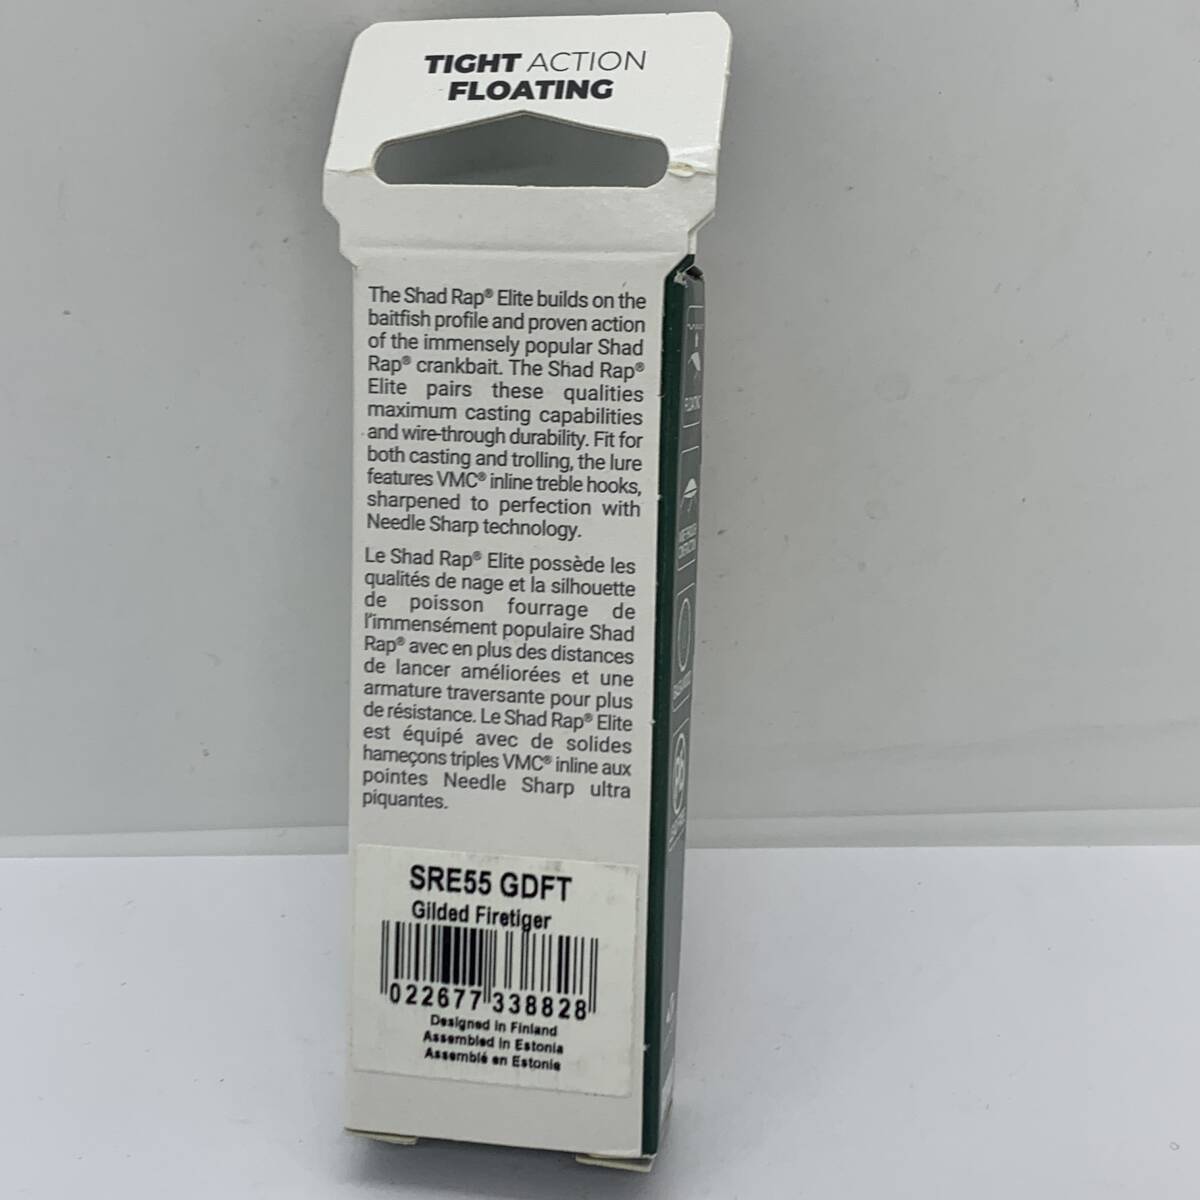 TIGHT ACTION
FLOATING
The Shad Rap® Elite builds on the
baitfish profile and proven action
of the immensely popular Shad
Rap® crankbait. The Shad Rap®
Elite pairs these qualities
maximum casting capabilities
and wire-through durability. Fit for
both casting and trolling, the lure
features VMC® inline treble hooks,
sharpened to perfection with
Needle Sharp technology.
Le Shad Rap® Elite possède les
qualités de nage et la silhouette
de poisson fourrage de
l'immensément populaire Shad
Rap® avec en plus des distances
de lancer améliorées et une
armature traversante pour plus
de résistance. Le Shad Rap® Elite
est équipé avec de solides
hameçons triples VMC® inline aux
pointes Needle Sharp ultra
piquantes.
SRE55 GDFT
Gilded Firetiger
022677 338828
Designed in Finland
Assembled in Estonia
Assemblé en Estonie
FLOATING